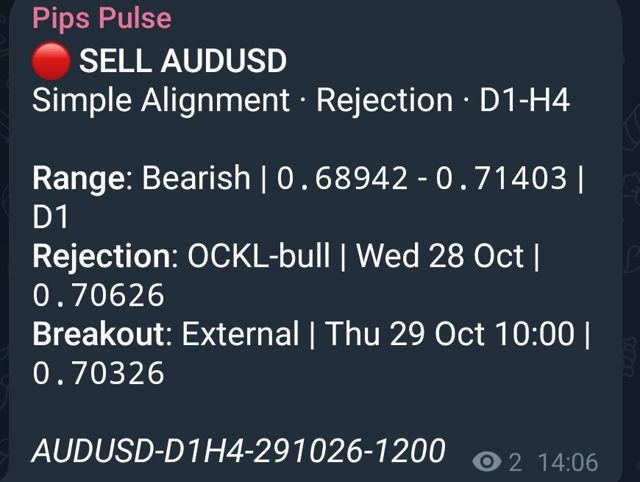 Pips Pulse
🔴 SELL AUDUSD
Simple Alignment · Rejection · D1-H4
Range: Bearish | 0.68942 - 0.71403 |
D1
Rejection: OCKL-bull | Wed 28 Oct |
0.70626
Breakout: External | Thu 29 Oct 10:00 |
0.70326
AUDUSD-D1H4-291026-1200
2 14:06